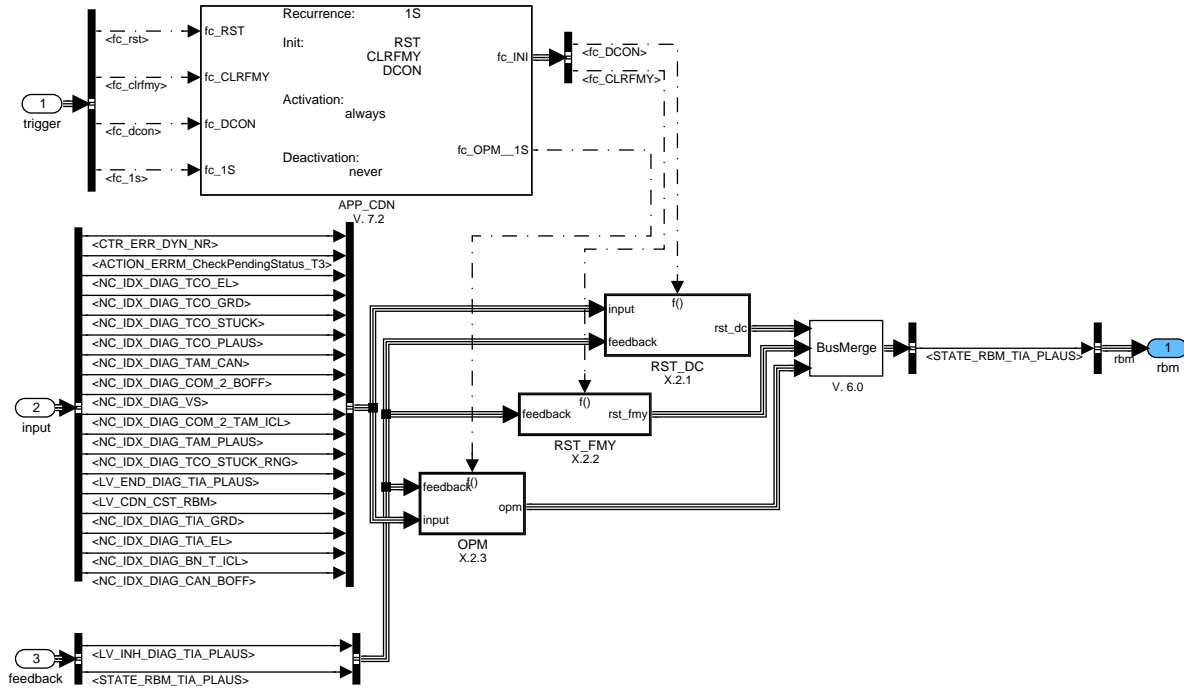 Recurrence: 1S
Init: RST
CLRFMY
DCON
Activation:
always
Deactivation:
never
fc_RST
fc_CLRFMY
fc_DCON
fc_1S
fc_INI
fc_OPM__1S
APP_CDN
V. 7.2
<fc_rst>
<fc_clrfmy>
<fc_dcon>
<fc_1s>
1
trigger
<fc_DCON>
<fc_CLRFMY>
<CTR_ERR_DYN_NR>
<ACTION_ERRM_CheckPendingStatus_T3>
<NC_IDX_DIAG_TCO_EL>
<NC_IDX_DIAG_TCO_GRD>
<NC_IDX_DIAG_TCO_STUCK>
<NC_IDX_DIAG_TCO_PLAUS>
<NC_IDX_DIAG_TAM_CAN>
<NC_IDX_DIAG_COM_2_BOFF>
<NC_IDX_DIAG_VS>
<NC_IDX_DIAG_COM_2_TAM_ICL>
<NC_IDX_DIAG_TAM_PLAUS>
<NC_IDX_DIAG_TCO_STUCK_RNG>
<LV_END_DIAG_TIA_PLAUS>
<LV_CDN_CST_RBM>
<NC_IDX_DIAG_TIA_GRD>
<NC_IDX_DIAG_TIA_EL>
<NC_IDX_DIAG_BN_T_ICL>
<NC_IDX_DIAG_CAN_BOFF>
2
input
f()
input
feedback
rst_dc
RST_DC
X.2.1
f()
feedback
rst_fmy
RST_FMY
X.2.2
f()
feedback
input
opm
OPM
X.2.3
BusMerge
V. 6.0
<STATE_RBM_TIA_PLAUS>
rbm
1
rbm
3
feedback
<LV_INH_DIAG_TIA_PLAUS>
<STATE_RBM_TIA_PLAUS>